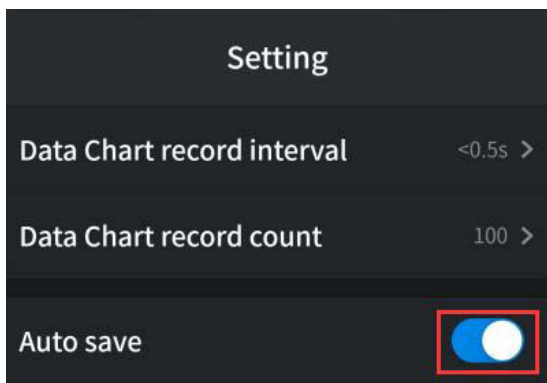 Setting
Data Chart record interval <0.5s >
Data Chart record count 100 >
Auto save